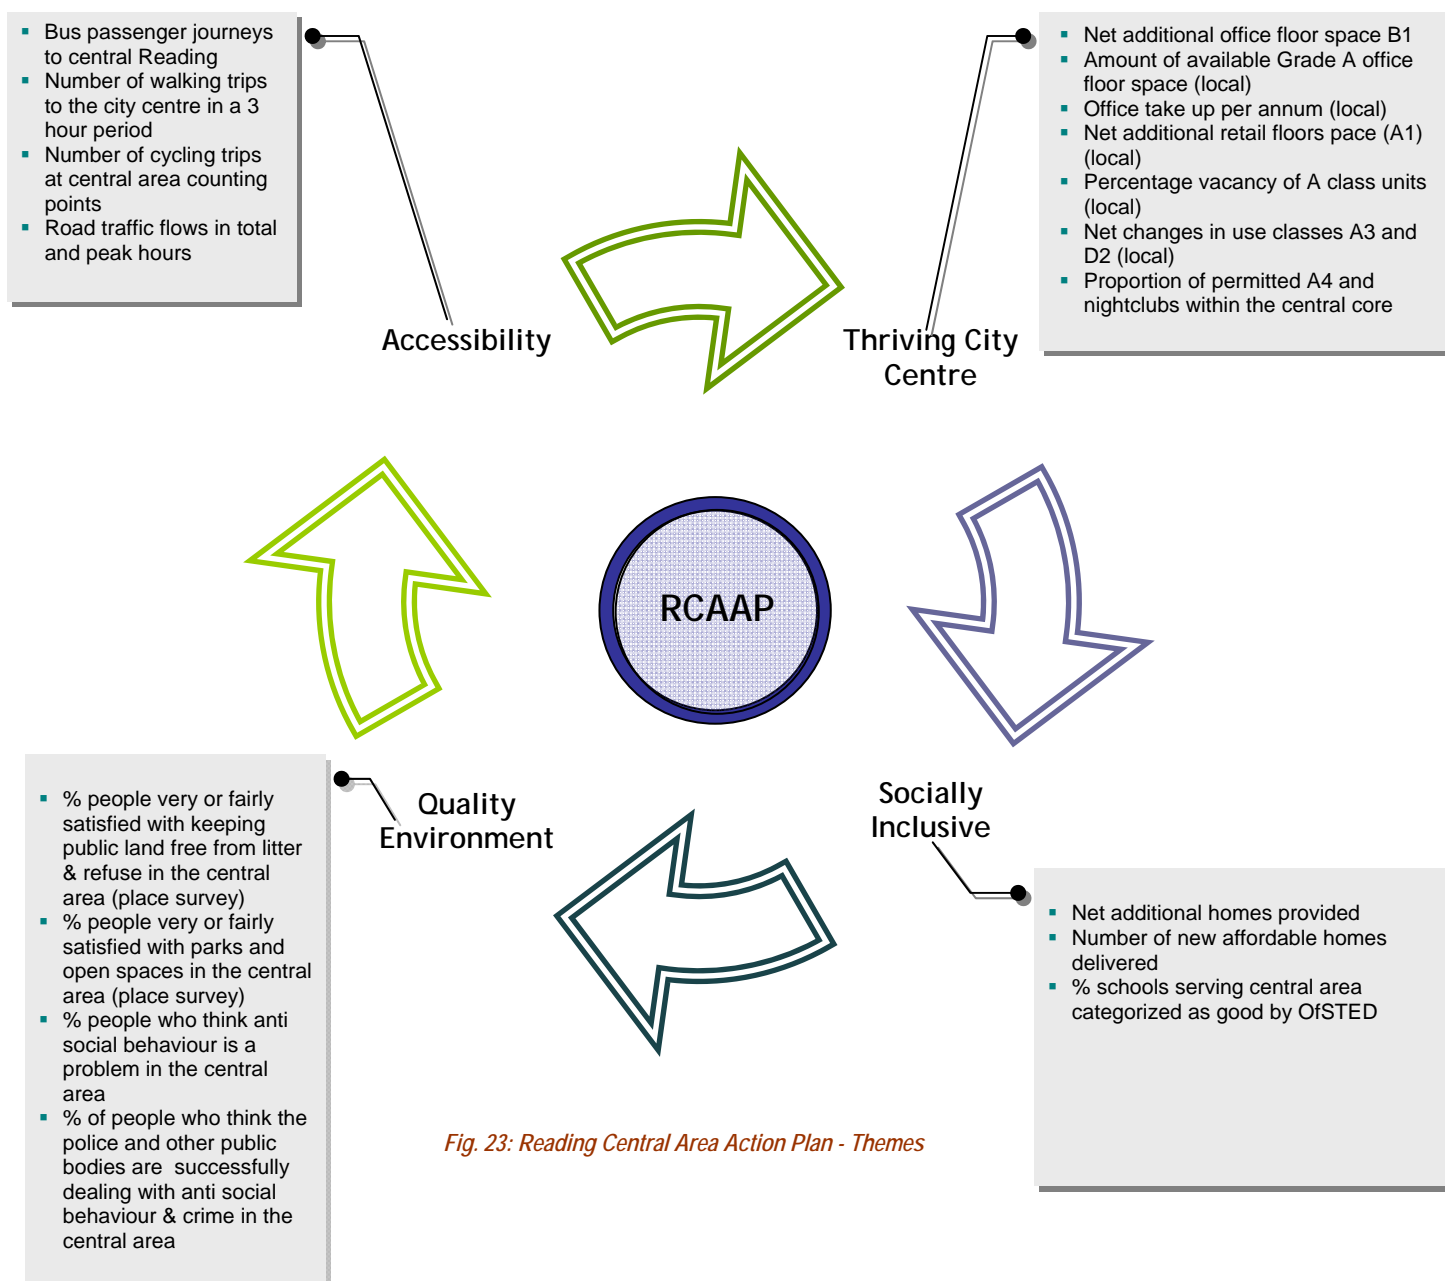 ▪ Bus passenger journeys
to central Reading
▪ Number of walking trips
to the city centre in a 3
hour period
▪ Number of cycling trips
at central area counting
points
▪ Road traffic flows in total
and peak hours
▪ Net additional office floor space B1
▪ Amount of available Grade A office
floor space (local)
▪ Office take up per annum (local)
▪ Net additional retail floors pace (A1)
(local)
▪ Percentage vacancy of A class units
(local)
▪ Net changes in use classes A3 and
D2 (local)
▪ Proportion of permitted A4 and
nightclubs within the central core
Accessibility
Thriving City
Centre
RCAAP
Quality
Environment
Socially
Inclusive
▪ % people very or fairly
satisfied with keeping
public land free from litter
& refuse in the central
area (place survey)
▪ % people very or fairly
satisfied with parks and
open spaces in the central
area (place survey)
▪ % people who think anti
social behaviour is a
problem in the central
area
▪ % of people who think the
police and other public
bodies are successfully
dealing with anti social
behaviour & crime in the
central area
▪ Net additional homes provided
▪ Number of new affordable homes
delivered
▪ % schools serving central area
categorized as good by OfSTED
Fig. 23: Reading Central Area Action Plan - Themes